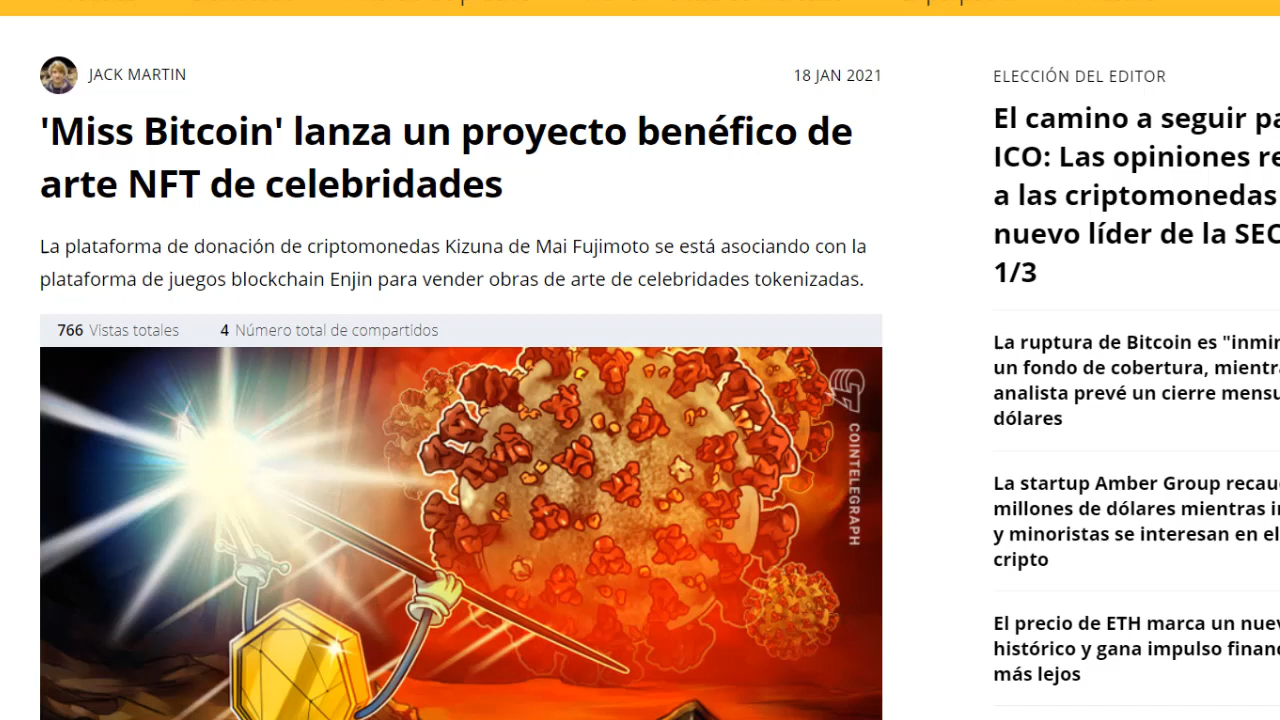 JACK MARTIN
18 JAN 2021
'Miss Bitcoin' lanza un proyecto benéfico de
arte NFT de celebridades
La plataforma de donación de criptomonedas Kizuna de Mai Fujimoto se está asociando con la
plataforma de juegos blockchain Enjin para vender obras de arte de celebridades tokenizadas.
766 Vistas totales 4 Número total de compartidos
COINTELEGRAPH
ELECCIÓN DEL EDITOR
El camino a seguir pa
ICO: Las opiniones re
a las criptomonedas
nuevo líder de la SEC
1/3
La ruptura de Bitcoin es "inmin
un fondo de cobertura, mientra
analista prevé un cierre mensu
dólares
La startup Amber Group recau
millones de dólares mientras in
y minoristas se interesan en el
cripto
El precio de ETH marca un nuev
histórico y gana impulso financ
más lejos